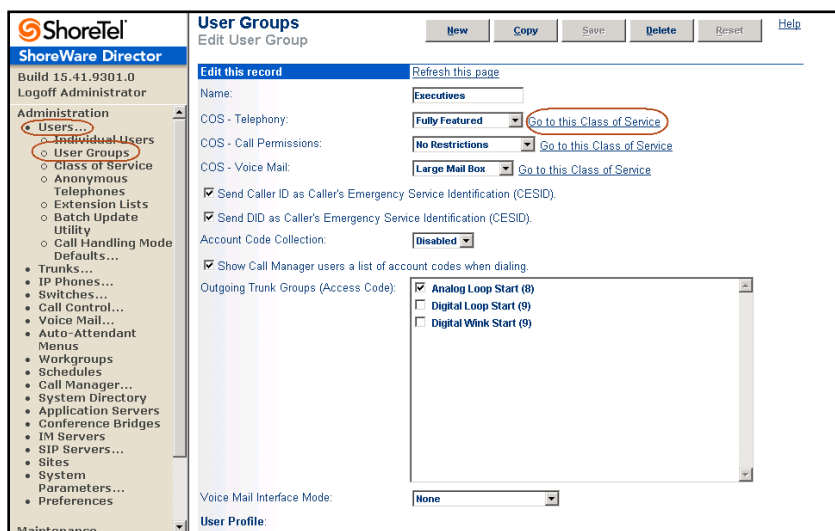 ShoreTel
ShoreWare Director
Build 15.41.9301.0
Logoff Administrator
Administration
Users...
Individual Users
User Groups
Class of Service
Anonymous
Telephones
Extension Lists
Batch Update
Utility
Call Handling Mode
Defaults...
Trunks...
IP Phones...
Switches...
Call Control...
Voice Mail...
Auto-Attendant
Menus
Workgroups
Schedules
Call Manager...
System Directory
Application Servers
Conference Bridges
IM Servers
SIP Servers...
Sites
System
Parameters...
Preferences
Maintenance
User Groups
Edit User Group
New Copy Save Delete Reset Help
Edit this record Refresh this page
Name: Executives
COS - Telephony: Fully Featured Go to this Class of Service
COS - Call Permissions: No Restrictions Go to this Class of Service
COS - Voice Mail: Large Mail Box Go to this Class of Service
Send Caller ID as Caller's Emergency Service Identification (CESID).
Send DID as Caller's Emergency Service Identification (CESID).
Account Code Collection: Disabled
Show Call Manager users a list of account codes when dialing.
Outgoing Trunk Groups (Access Code): Analog Loop Start (8)
Digital Loop Start (9)
Digital Wink Start (9)
Voice Mail Interface Mode: None
User Profile: